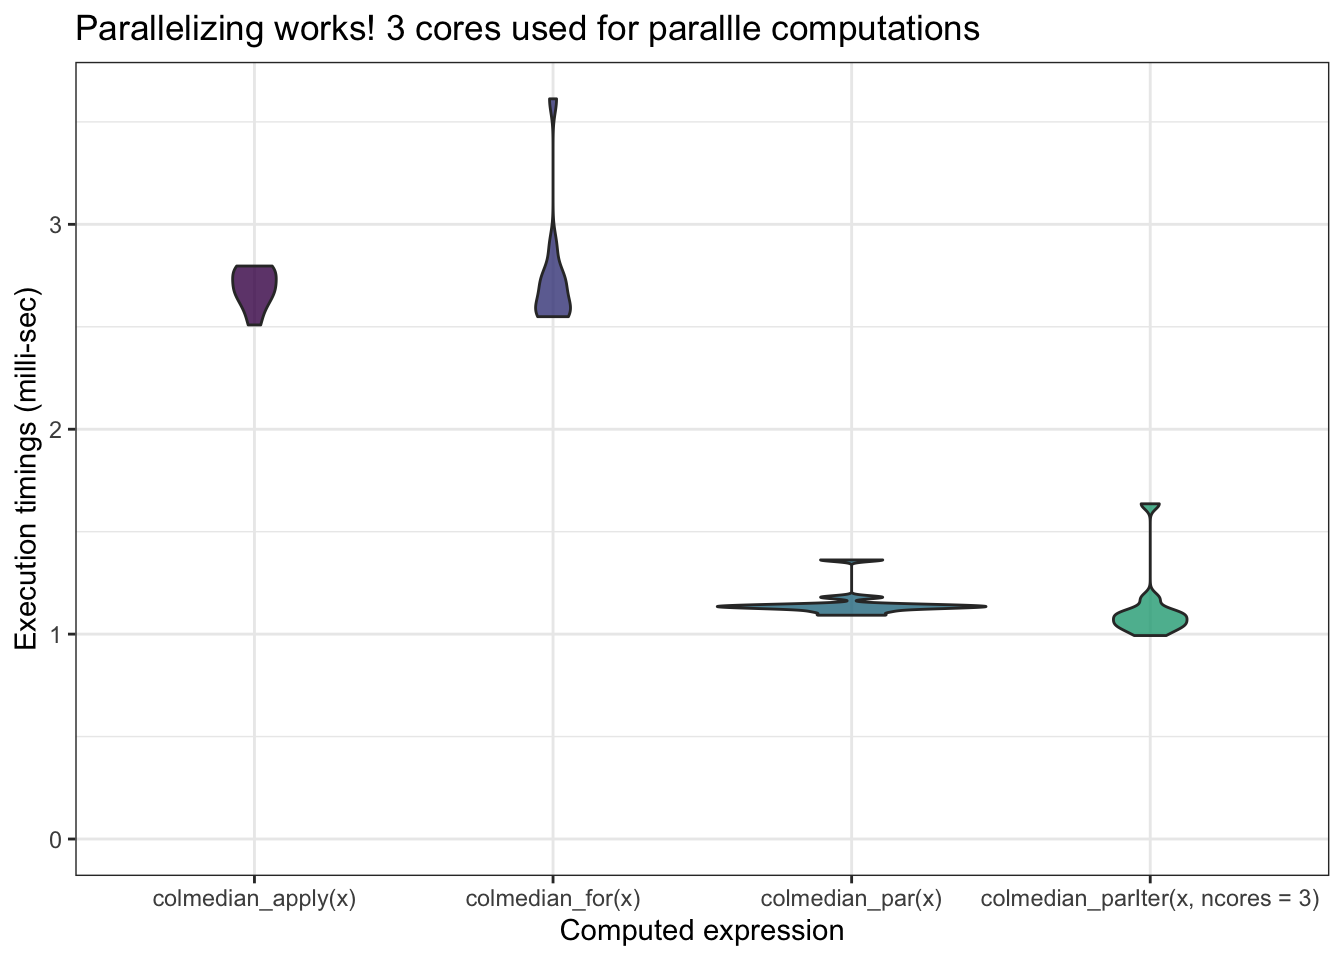 Parallelizing works! 3 cores used for parallle computations
Execution timings (milli-sec)
3
2
1
0
colmedian_apply(x) colmedian_for(x) colmedian_par(x) colmedian_parIter(x, ncores = 3)
Computed expression